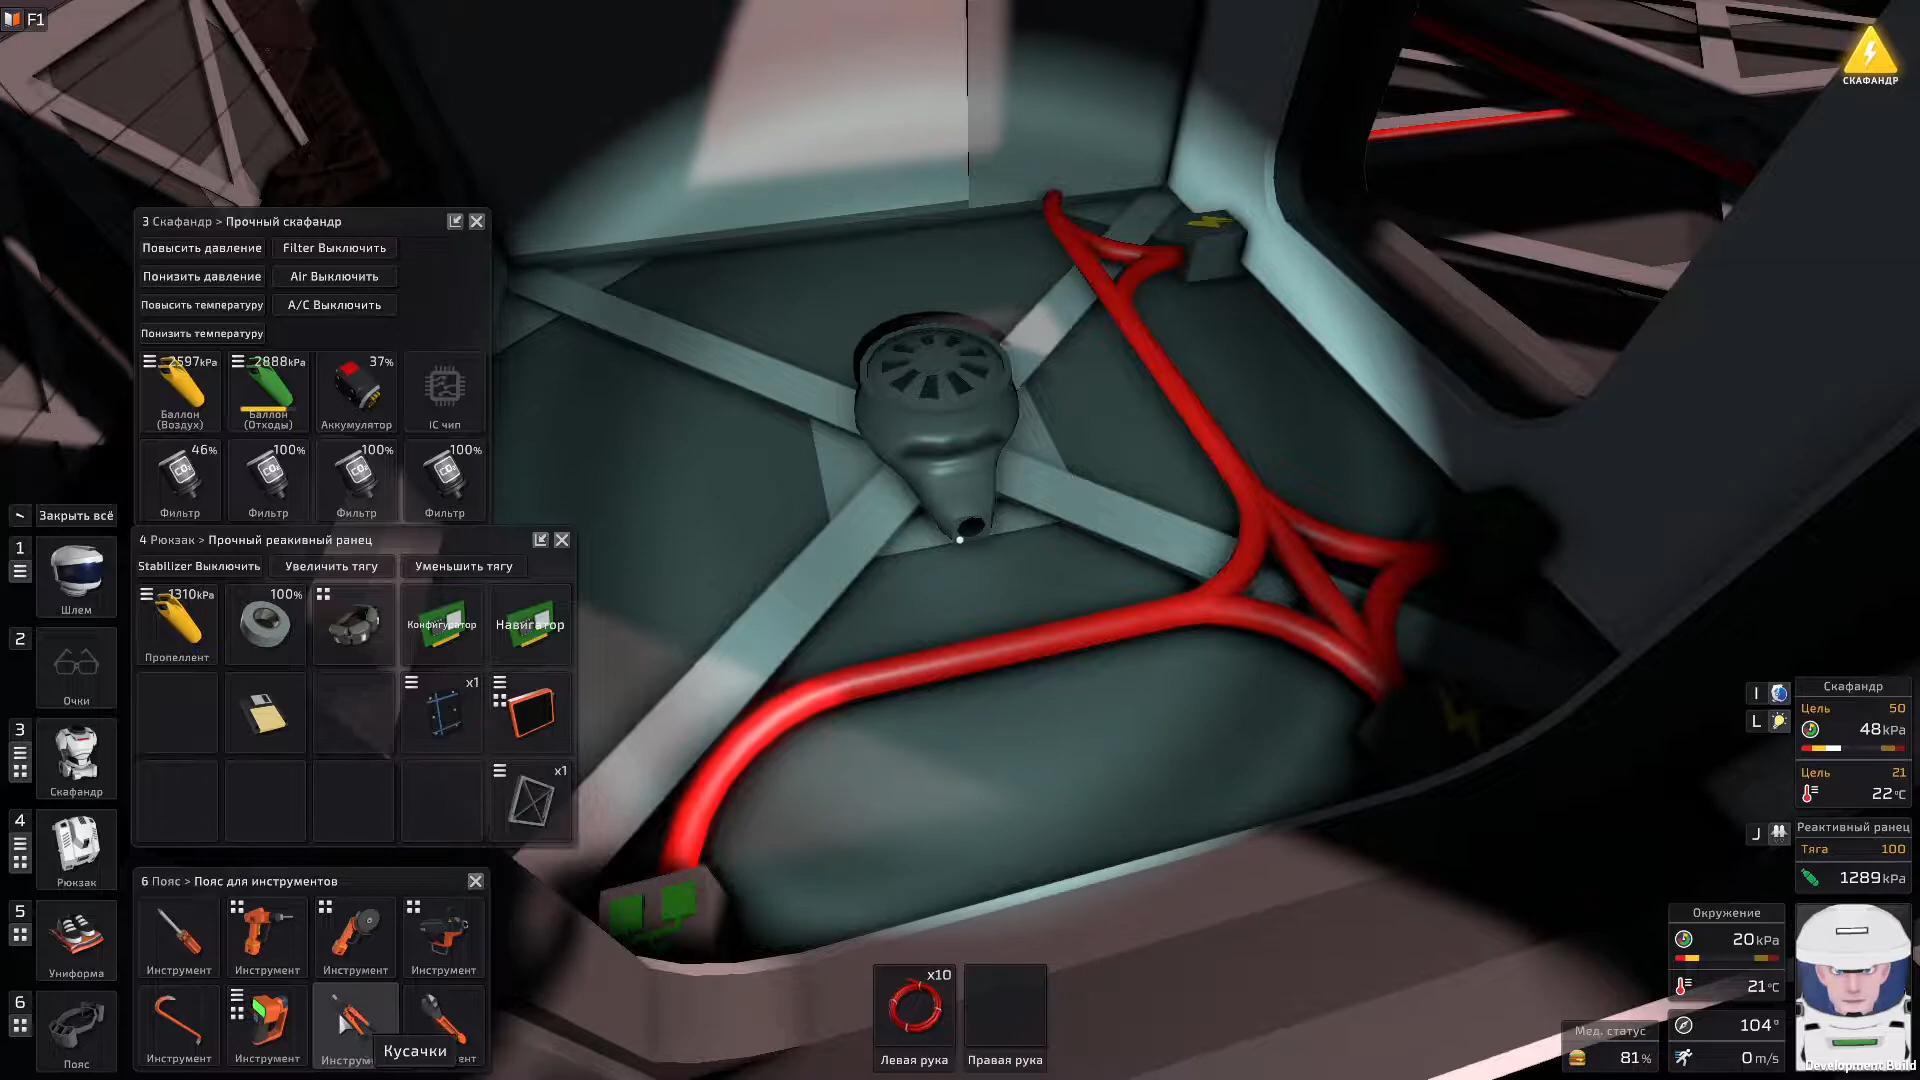 F1
СКАФАНДР
3 Скафандр > Прочный скафандр
Повысить давление
Filter Выключить
Понизить давление
Air Выключить
Повысить температуру
A/C Выключить
Понизить температуру
2597kPa
2888kPa
37%
Баллон (Воздух)
Баллон (Отходы)
Аккумулятор
IC чип
46%
100%
100%
100%
CO₂
CO₂
CO₂
CO₂
Фильтр
Фильтр
Фильтр
Фильтр
Закрыть всё
4 Рюкзак > Прочный реактивный ранец
Stabilizer Выключить
Увеличить тягу
Уменьшить тягу
1310kPa
100%
Конфигуратор
Навигатор
Пропеллент
x1
x1
1
Шлем
2
Очки
3
Скафандр
4
Рюкзак
5
Униформа
6
Пояс
6 Пояс > Пояс для инструментов
Инструмент
Инструмент
Инструмент
Инструмент
Инструмент
Инструмент
Кусачки
x10
Левая рука
Правая рука
I
L
Скафандр
Цель 50
48kPa
Цель 21
22°C
J
Реактивный ранец
Тяга 100
1289kPa
Окружение
20kPa
21°C
Мед. статус
81%
104°
0m/s
Development Build